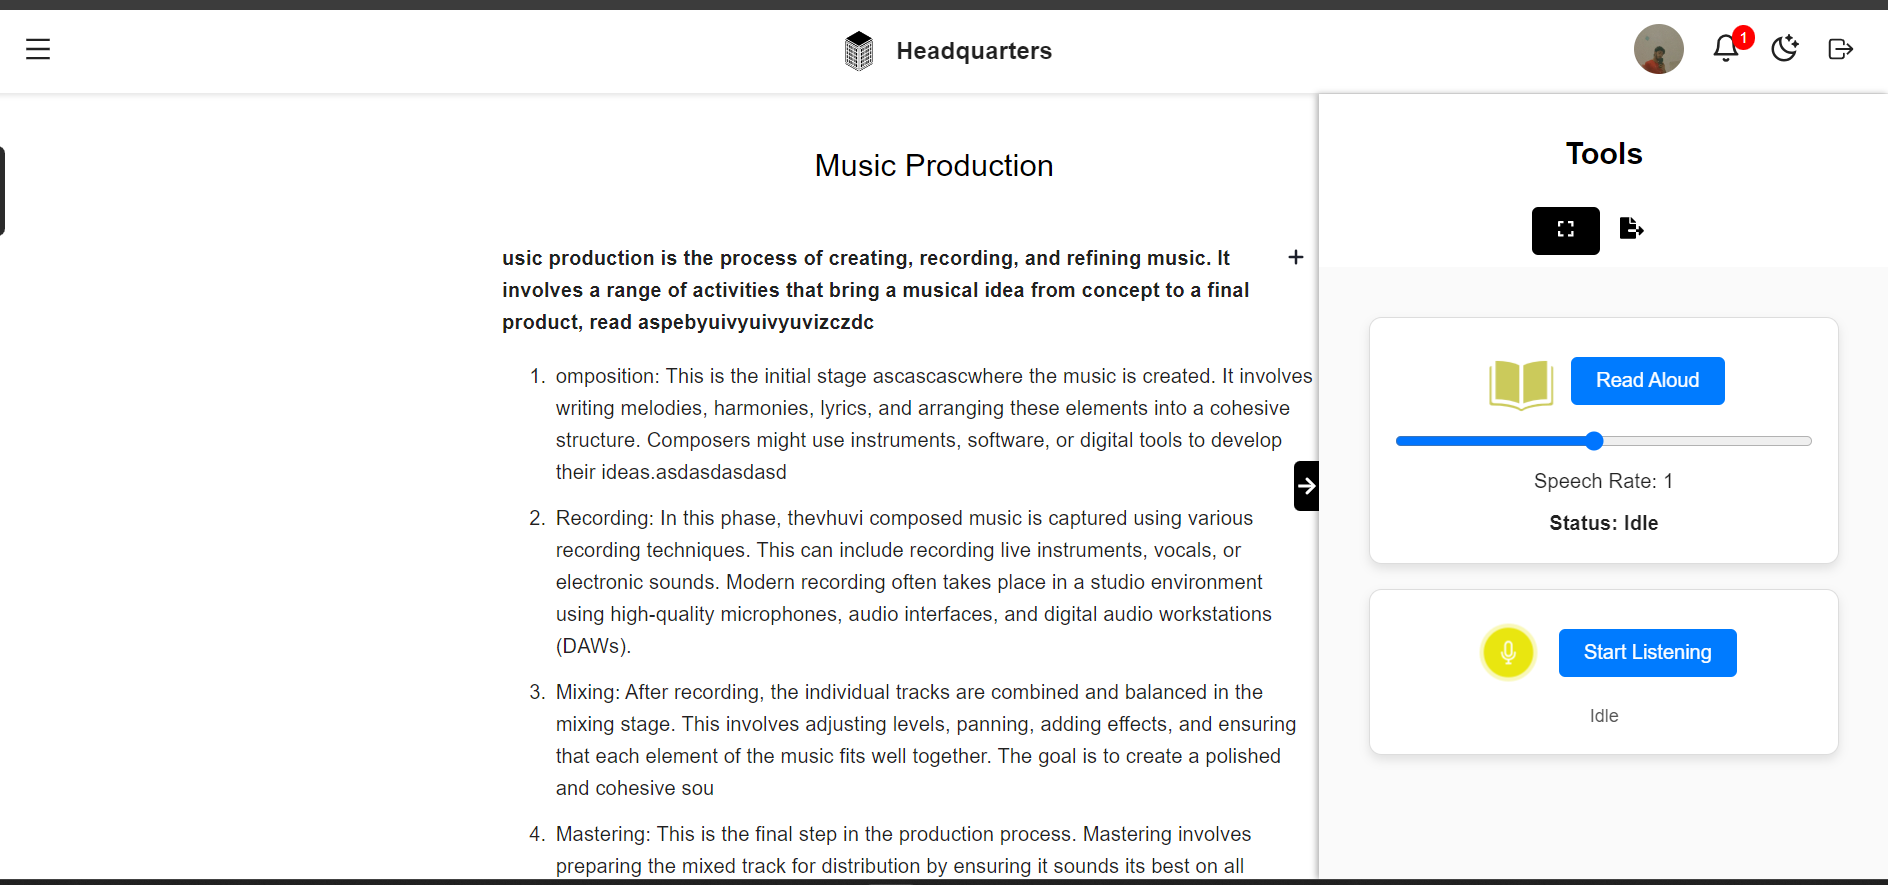 Headquarters
1
Music Production
usic production is the process of creating, recording, and refining music. It
involves a range of activities that bring a musical idea from concept to a final
product, read aspebyuivyuivyuvizczdc
1. omposition: This is the initial stage ascascascwhere the music is created. It involves
writing melodies, harmonies, lyrics, and arranging these elements into a cohesive
structure. Composers might use instruments, software, or digital tools to develop
their ideas.asdasdasdasd
2. Recording: In this phase, thevhuvi composed music is captured using various
recording techniques. This can include recording live instruments, vocals, or
electronic sounds. Modern recording often takes place in a studio environment
using high-quality microphones, audio interfaces, and digital audio workstations
(DAWs).
3. Mixing: After recording, the individual tracks are combined and balanced in the
mixing stage. This involves adjusting levels, panning, adding effects, and ensuring
that each element of the music fits well together. The goal is to create a polished
and cohesive sou
4. Mastering: This is the final step in the production process. Mastering involves
preparing the mixed track for distribution by ensuring it sounds its best on all
Tools
Read Aloud
Speech Rate: 1
Status: Idle
Start Listening
Idle